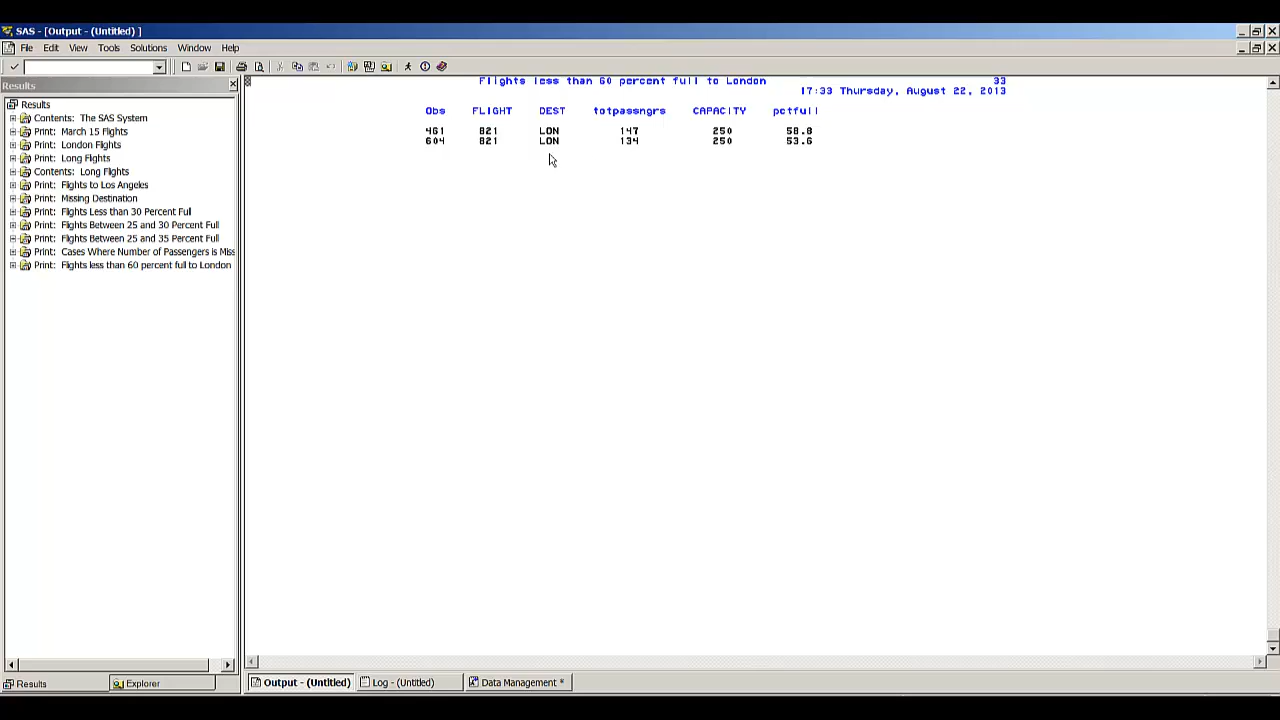 SAS - [Output - (Untitled) ]
File Edit View Tools Solutions Window Help
Results
Results
Contents: The SAS System
Print: March 15 Flights
Print: London Flights
Print: Long Flights
Contents: Long Flights
Print: Flights to Los Angeles
Print: Missing Destination
Print: Flights Less than 30 Percent Full
Print: Flights Between 25 and 30 Percent Full
Print: Flights Between 25 and 35 Percent Full
Print: Cases Where Number of Passengers is Miss
Print: Flights less than 60 percent full to London
Flights less than 60 percent full to London 33
17:33 Thursday, August 22, 2013
Obs FLIGHT DEST totpassngrs CAPACITY pctfull
461 821 LON 147 250 58.8
604 821 LON 134 250 53.6
Results Explorer Output - (Untitled) Log - (Untitled) Data Management *